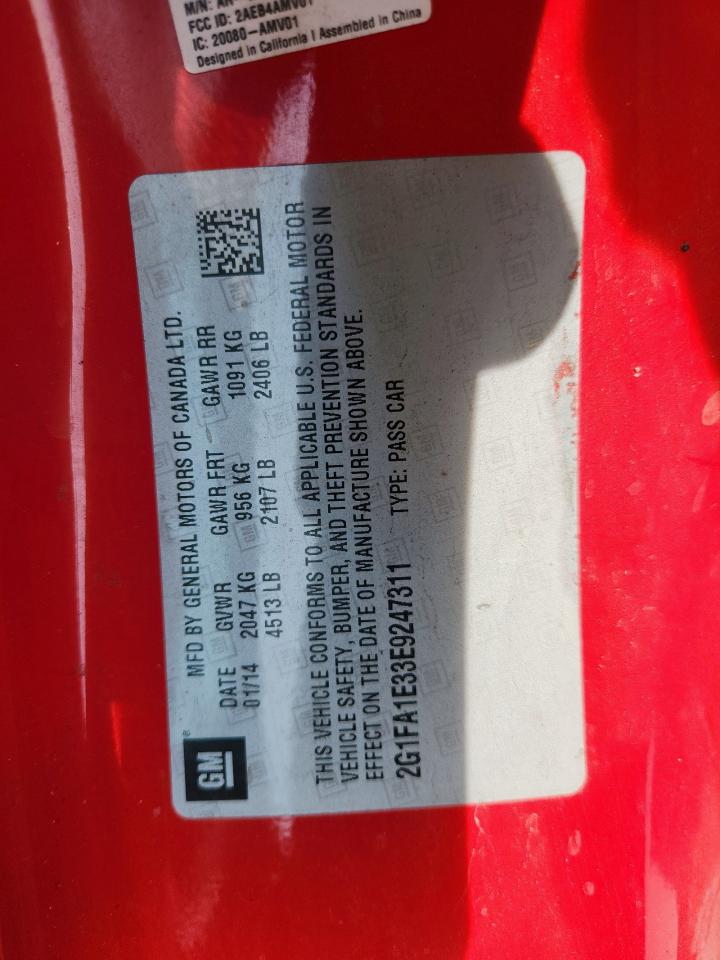 FCC ID: 2AEB4AMV01
IC: 20080-AMV01
Designed in California | Assembled in China
GM
MFD BY GENERAL MOTORS OF CANADA LTD.
DATE GVWR GAWR FRT GAWR RR
01/14 2047 KG 956 KG 1091 KG
4513 LB 2107 LB 2406 LB
THIS VEHICLE CONFORMS TO ALL APPLICABLE U.S. FEDERAL MOTOR
VEHICLE SAFETY, BUMPER, AND THEFT PREVENTION STANDARDS IN
EFFECT ON THE DATE OF MANUFACTURE SHOWN ABOVE.
2G1FA1E33E9247311 TYPE: PASS CAR